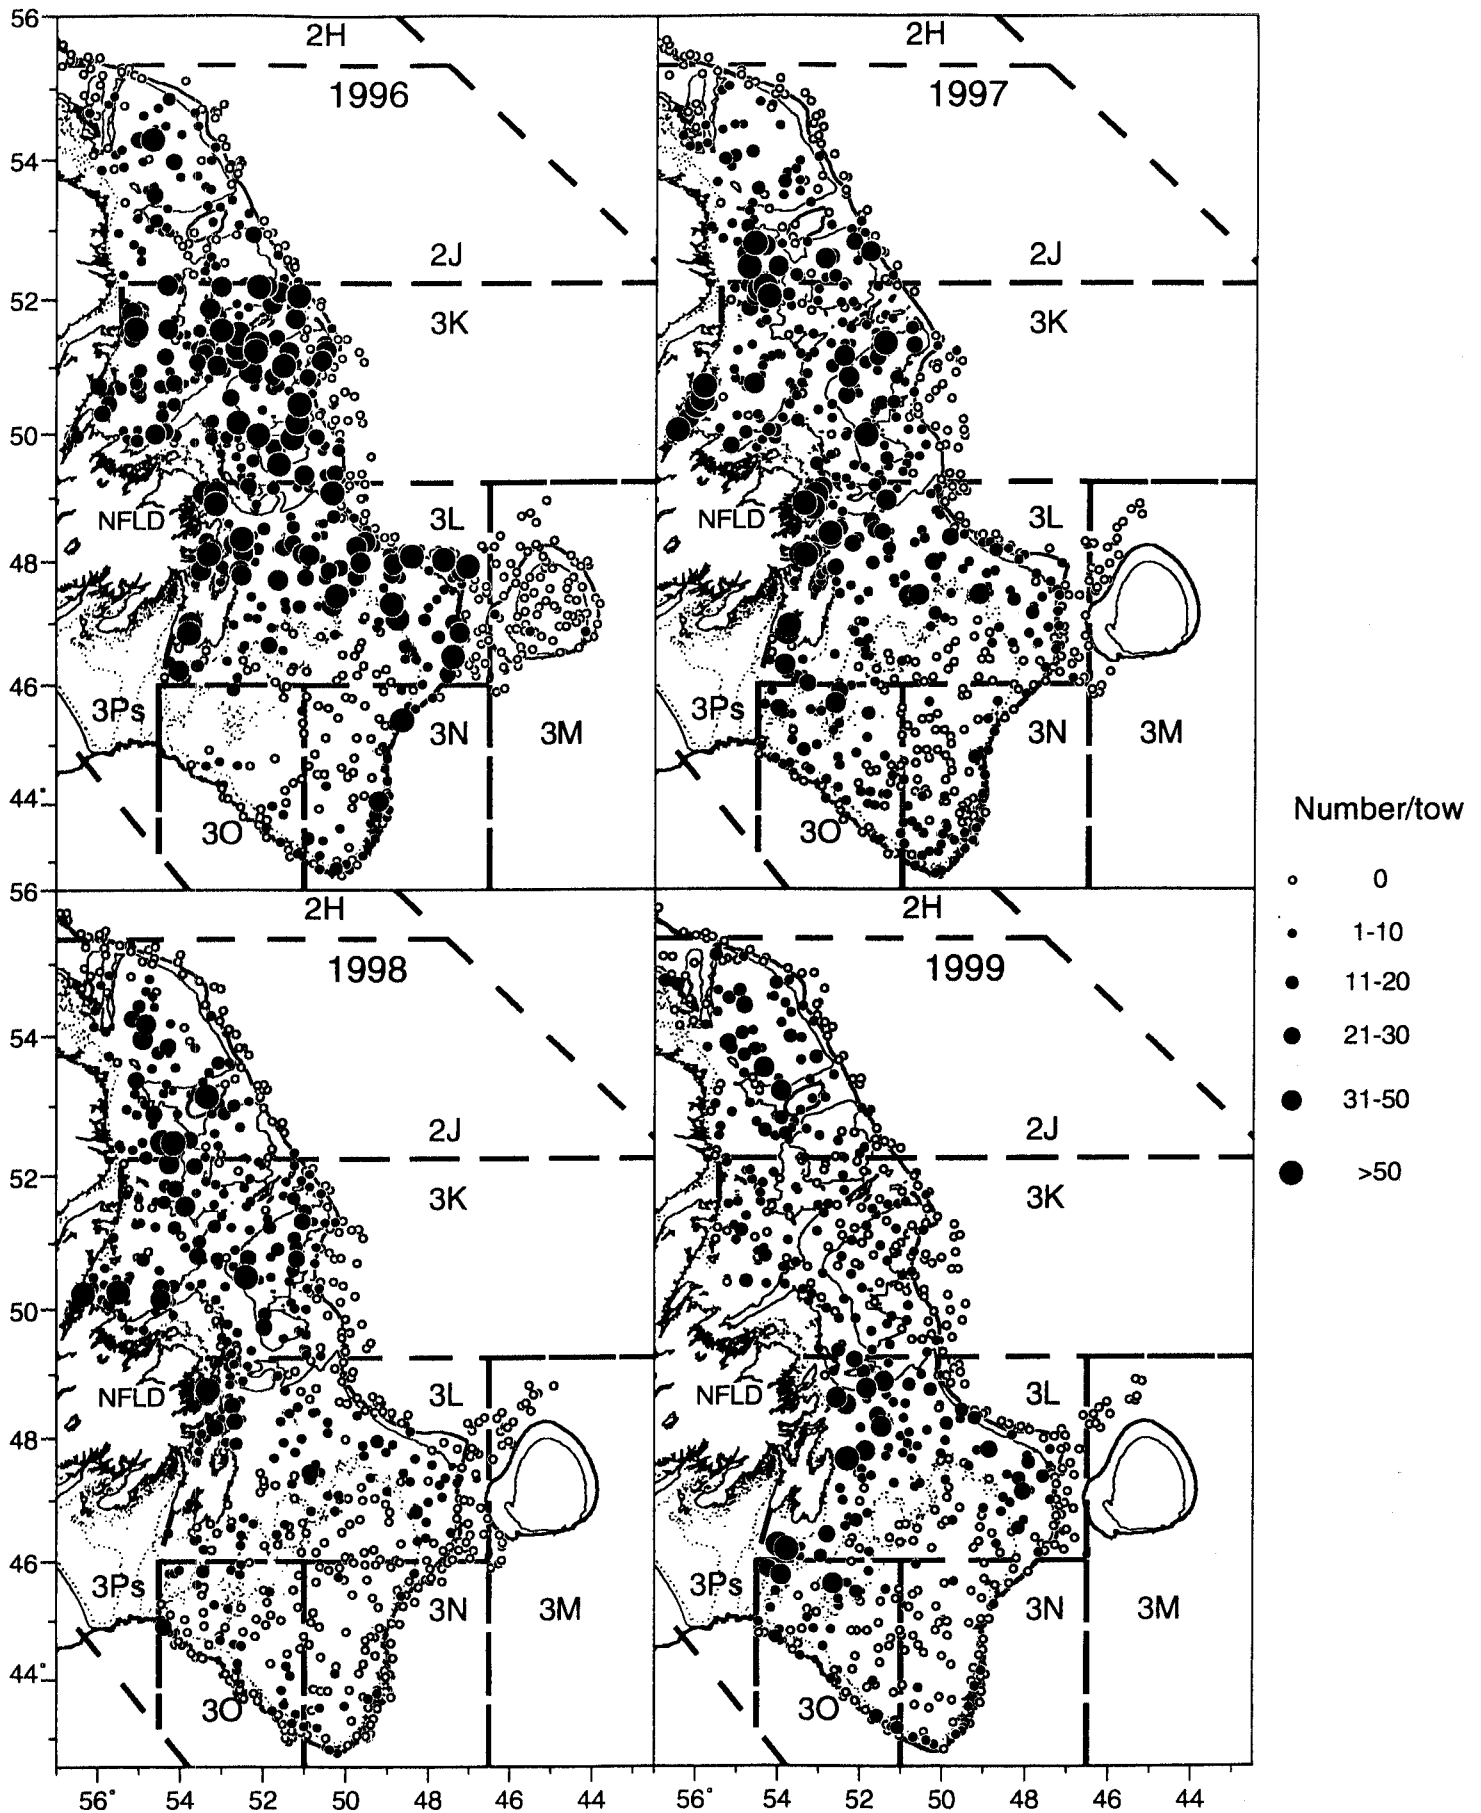 56
2H
2H
1996
1997
54
2J
2J
52
3K
3K
50
NFLD
3L
NFLD
3L
48
46
3Ps
3N
3M
3Ps
3N
3M
44°
3O
3O
Number/tow
0
1-10
11-20
21-30
31-50
>50
56
2H
2H
1998
1999
54
2J
2J
52
3K
3K
50
NFLD
3L
NFLD
3L
48
46
3Ps
3N
3M
3Ps
3N
3M
44°
3O
3O
56° 54 52 50 48 46 44 56° 54 52 50 48 46 44